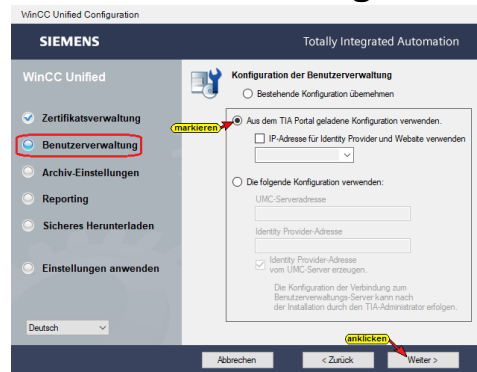 WinCC Unified Configuration
SIEMENS
Totally Integrated Automation
WinCC Unified
Zertifikatsverwaltung
Benutzerverwaltung
Archiv-Einstellungen
Reporting
Sicheres Herunterladen
Einstellungen anwenden
Deutsch
Konfiguration der Benutzerverwaltung
Bestehende Konfiguration übernehmen
markieren
Aus dem TIA Portal geladene Konfiguration verwenden.
IP-Adresse für Identity Provider und Website verwenden
Die folgende Konfiguration verwenden:
UMC-Serveradresse
Identity Provider-Adresse
Identity Provider-Adresse
vom UMC-Server erzeugen.
Die Konfiguration der Verbindung zum
Benutzerverwaltungs-Server kann nach
der Installation durch den TIA-Administrator erfolgen.
anklicken
Abbrechen
< Zurück
Weiter >